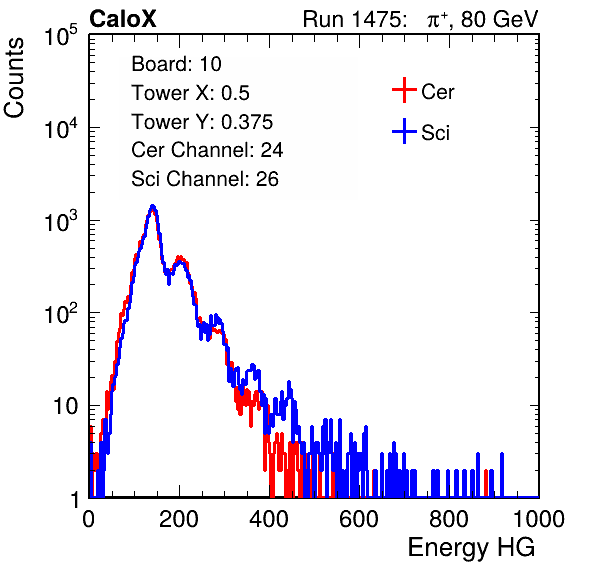 CaloX Run 1475: π⁺, 80 GeV
Counts
Board: 10
Tower X: 0.5
Tower Y: 0.375
Cer Channel: 24
Sci Channel: 26
Cer
Sci
10⁵
10⁴
10³
10²
10
1
0 200 400 600 800 1000
Energy HG